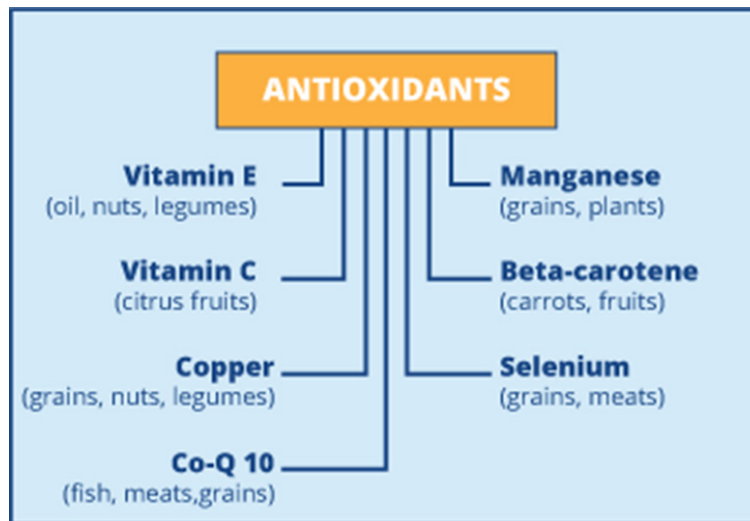 ANTIOXIDANTS
Vitamin E
(oil, nuts, legumes)
Vitamin C
(citrus fruits)
Copper
(grains, nuts, legumes)
Co-Q 10
(fish, meats,grains)
Manganese
(grains, plants)
Beta-carotene
(carrots, fruits)
Selenium
(grains, meats)